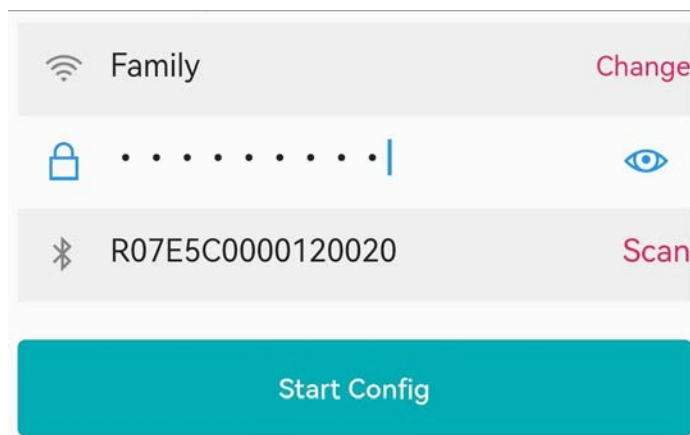 Family Change
•••••••••
R07E5C0000120020 Scan
Start Config